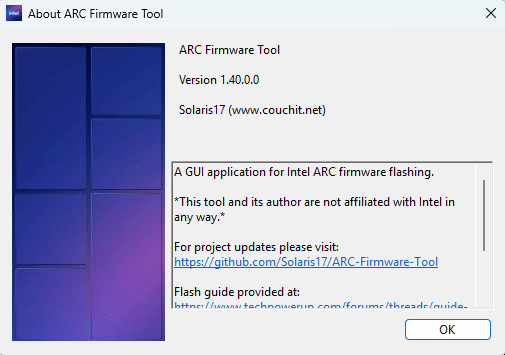 intel
About ARC Firmware Tool
ARC Firmware Tool
Version 1.40.0.0
Solaris17 (www.couchit.net)
A GUI application for Intel ARC firmware flashing.
*This tool and its author are not affiliated with Intel in
any way.*
For project updates please visit:
https://github.com/Solaris17/ARC-Firmware-Tool
Flash guide provided at:
https://www.techpowerup.com/forums/threads/guide-
OK